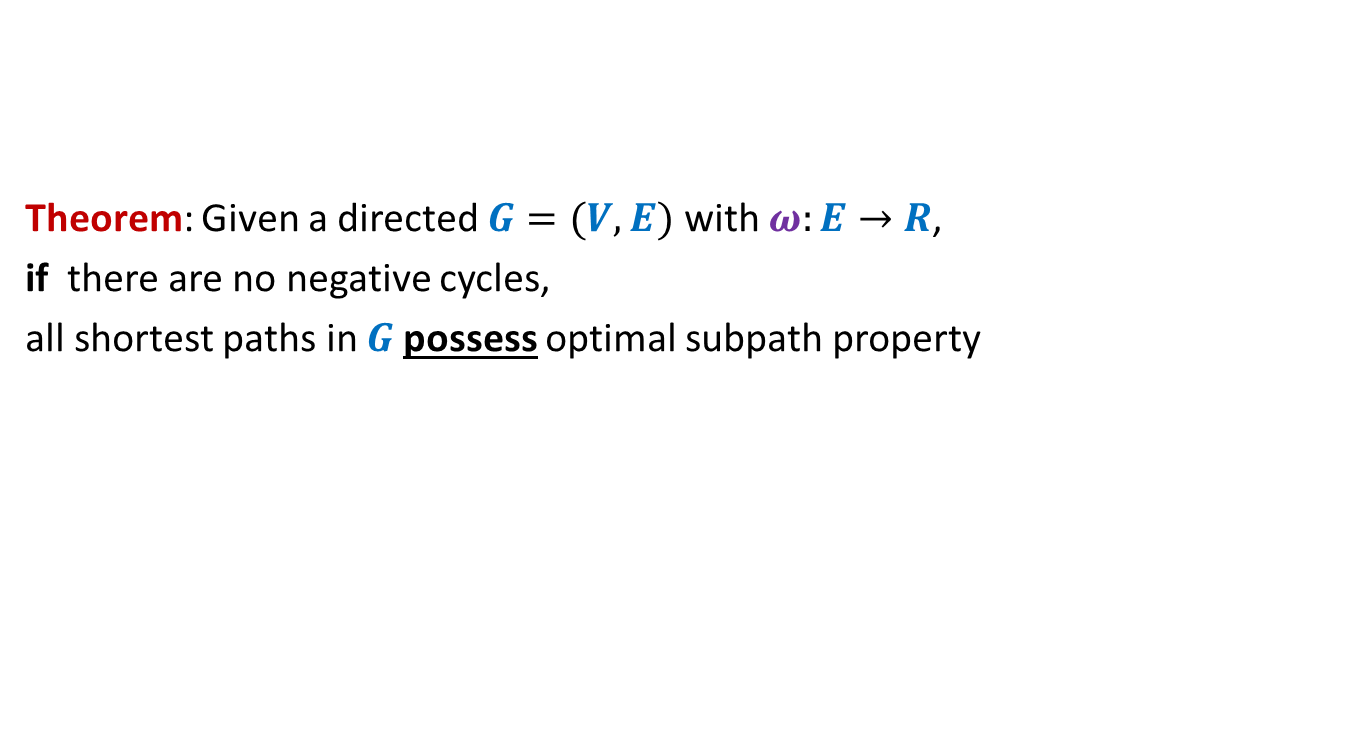 Theorem: Given a directed G = (V, E) with ω: E → R,
if there are no negative cycles,
all shortest paths in G possess optimal subpath property